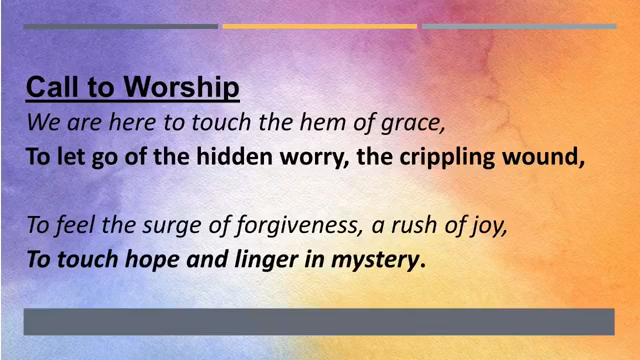 Call to Worship
We are here to touch the hem of grace,
To let go of the hidden worry, the crippling wound,
To feel the surge of forgiveness, a rush of joy,
To touch hope and linger in mystery.